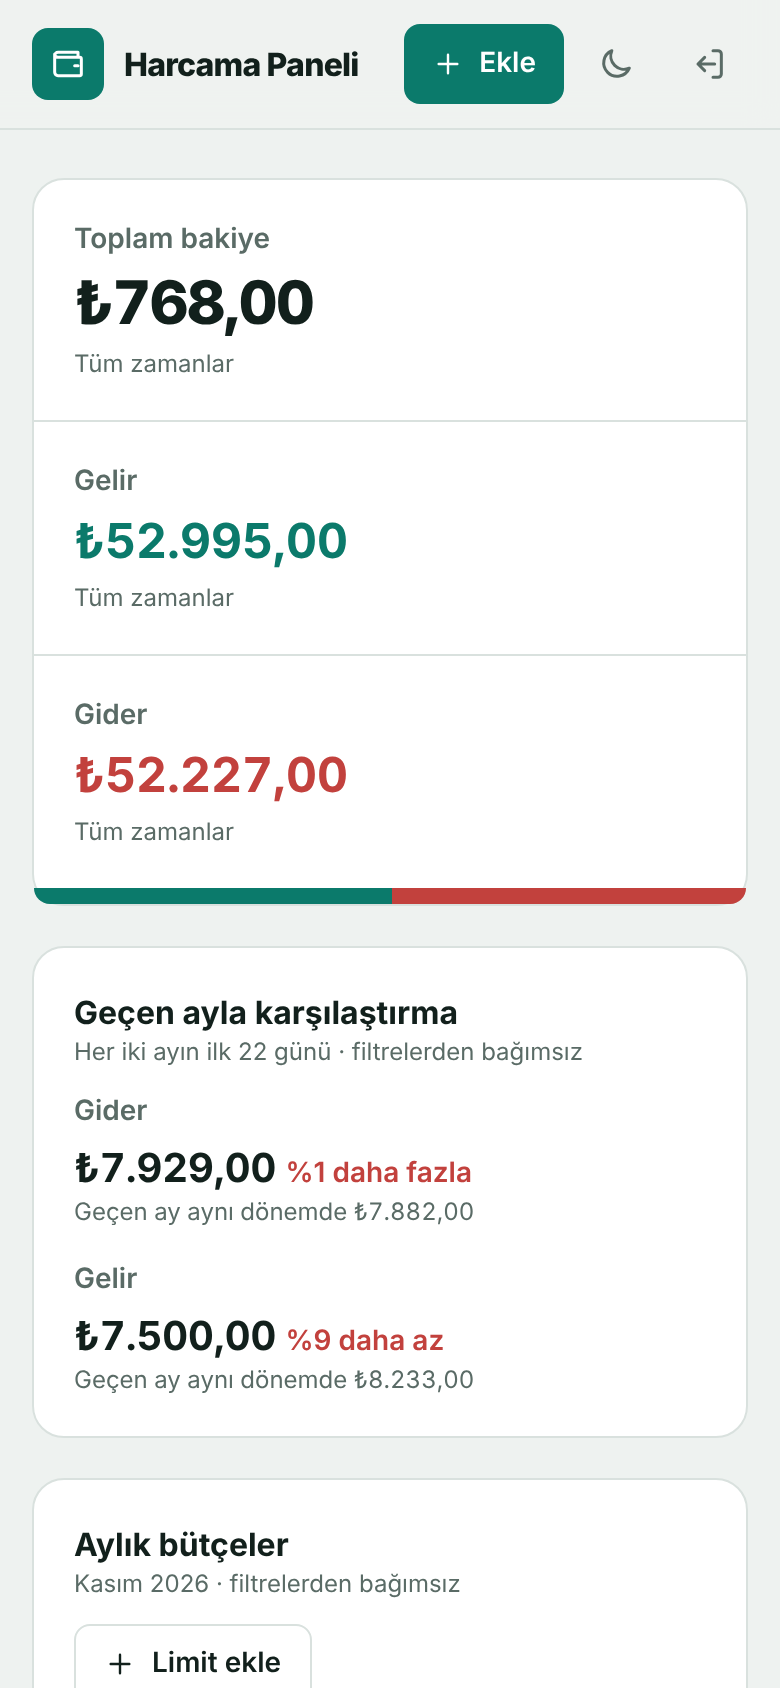 Harcama Paneli
Ekle
Toplam bakiye
₺768,00
Tüm zamanlar
Gelir
₺52.995,00
Tüm zamanlar
Gider
₺52.227,00
Tüm zamanlar
Geçen ayla karşılaştırma
Her iki ayın ilk 22 günü · filtrelerden bağımsız
Gider
₺7.929,00 %1 daha fazla
Geçen ay aynı dönemde ₺7.882,00
Gelir
₺7.500,00 %9 daha az
Geçen ay aynı dönemde ₺8.233,00
Aylık bütçeler
Kasım 2026 · filtrelerden bağımsız
Limit ekle